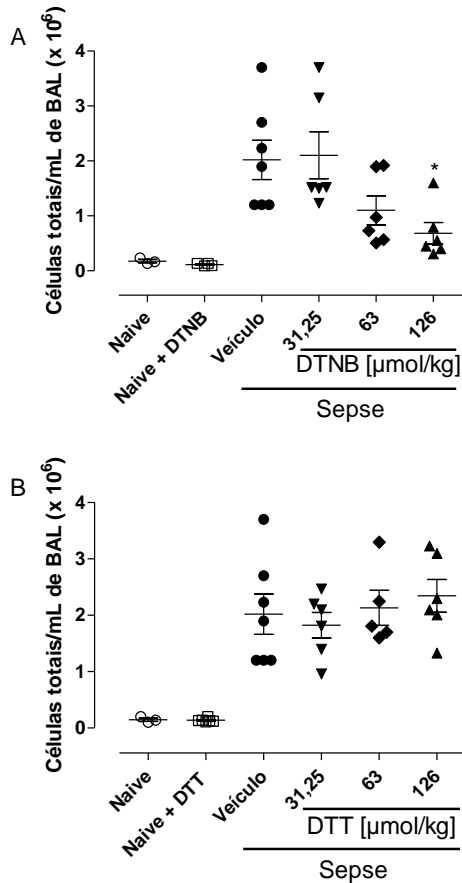 A
Células totais/mL de BAL (x 10⁶)
4
3
2
1
0
*
Naive
Naive + DTNB
Veículo
31,25
63
126
DTNB [µmol/kg]
Sepse
B
Células totais/mL de BAL (x 10⁶)
4
3
2
1
0
Naive
Naive + DTT
Veículo
31,25
63
126
DTT [µmol/kg]
Sepse